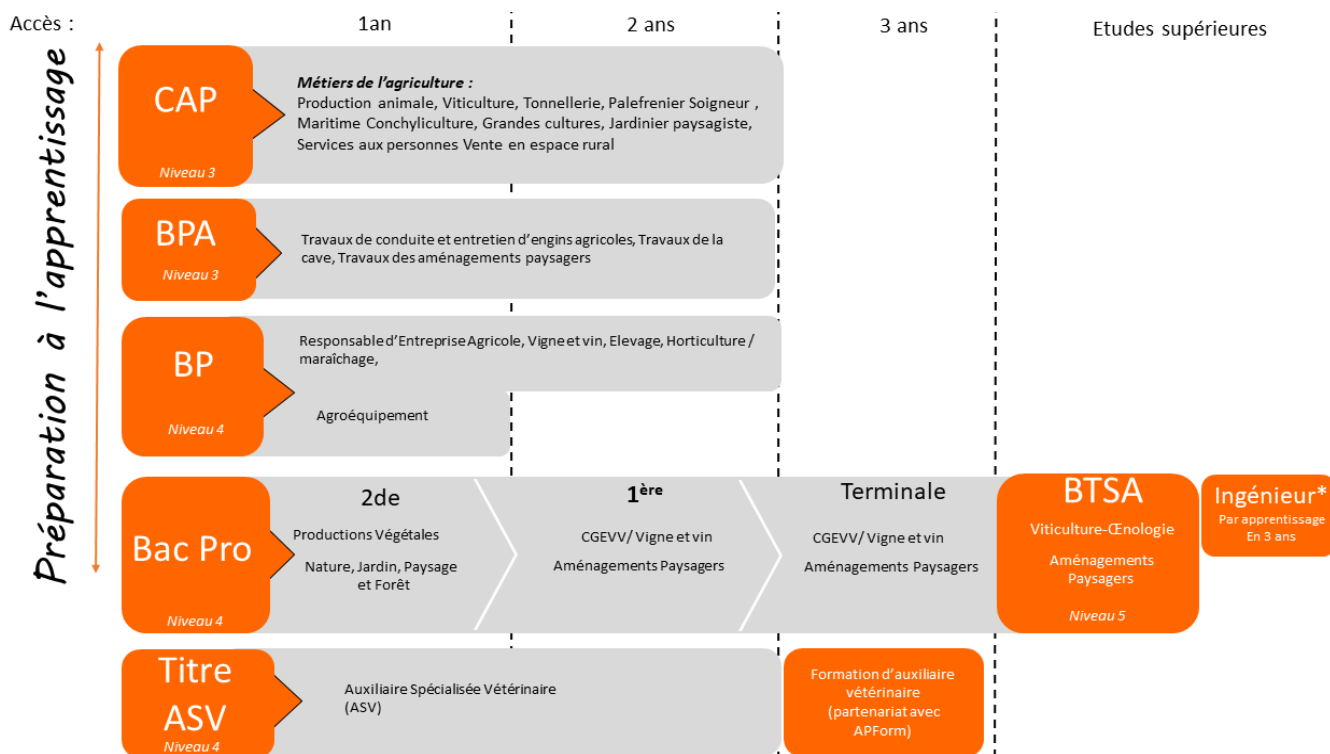 Accès :
1an
2 ans
3 ans
Etudes supérieures
Préparation à l'apprentissage
CAP
Niveau 3
Métiers de l'agriculture :
Production animale, Viticulture, Tonnellerie, Palefrenier Soigneur ,
Maritime Conchyliculture, Grandes cultures, Jardinier paysagiste,
Services aux personnes Vente en espace rural
BPA
Niveau 3
Travaux de conduite et entretien d'engins agricoles, Travaux de la
cave, Travaux des aménagements paysagers
BP
Niveau 4
Responsable d'Entreprise Agricole, Vigne et vin, Elevage, Horticulture /
maraîchage,
Agroéquipement
Bac Pro
Niveau 4
2de
Productions Végétales
Nature, Jardin, Paysage
et Forêt
1ère
CGEVV/ Vigne et vin
Aménagements Paysagers
Terminale
CGEVV/ Vigne et vin
Aménagements Paysagers
BTSA
Viticulture-Œnologie
Aménagements
Paysagers
Niveau 5
Ingénieur*
Par apprentissage
En 3 ans
Titre
ASV
Niveau 4
Auxiliaire Spécialisée Vétérinaire
(ASV)
Formation d'auxiliaire
vétérinaire
(partenariat avec
APForm)